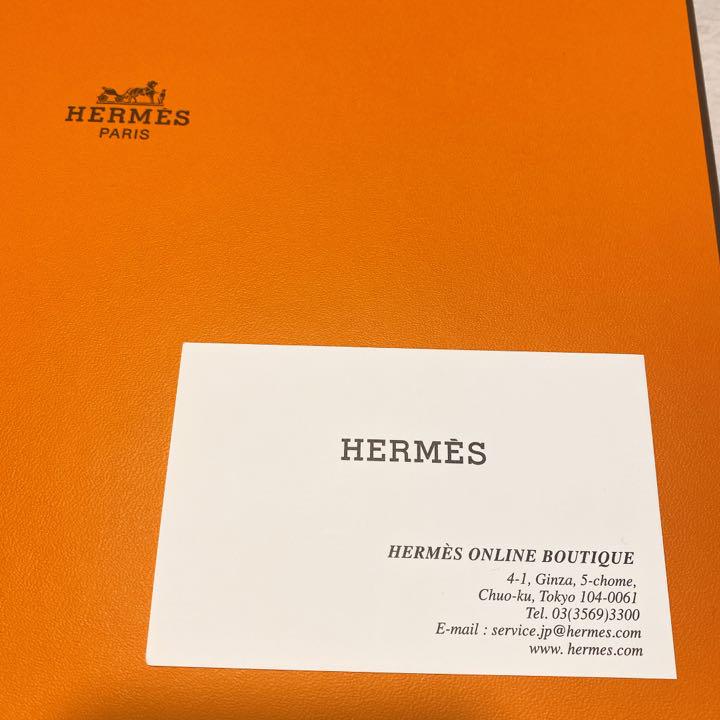 HERMÈS
PARIS
HERMÈS
HERMÈS ONLINE BOUTIQUE
4-1, Ginza, 5-chome,
Chuo-ku, Tokyo 104-0061
Tel. 03(3569)3300
E-mail : service.jp@hermes.com
www. hermes.com